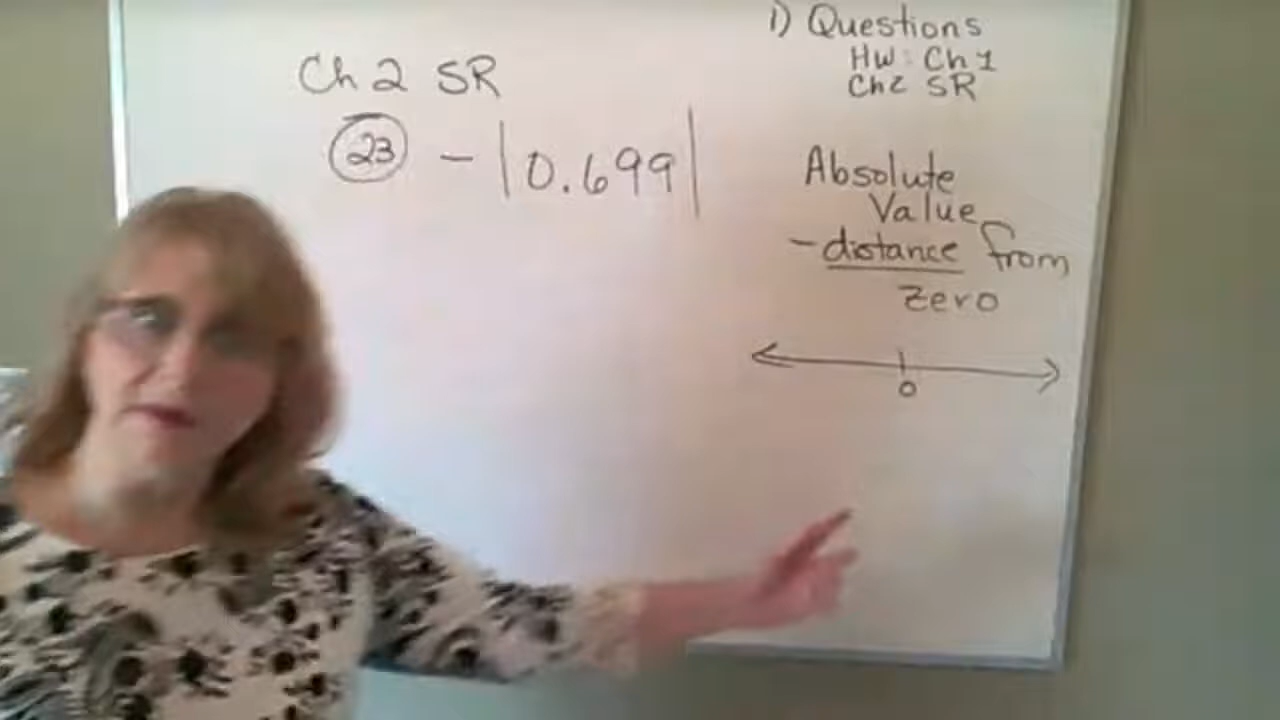 Ch 2 SR
23 - |0.699|
1) Questions
Hw: Ch 1
Ch2 SR
Absolute
Value
- distance from
zero
0